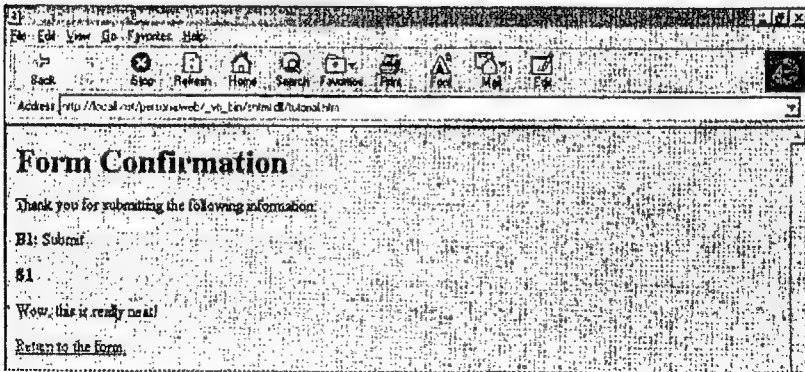 File Edit View Go Favorites Help
Back Stop Refresh Home Search Favorites Print Font Mail Edit
Address
Form Confirmation
Thank you for submitting the following information:
B1: Submit
S1
Wow, this is really neat!
Return to the form.